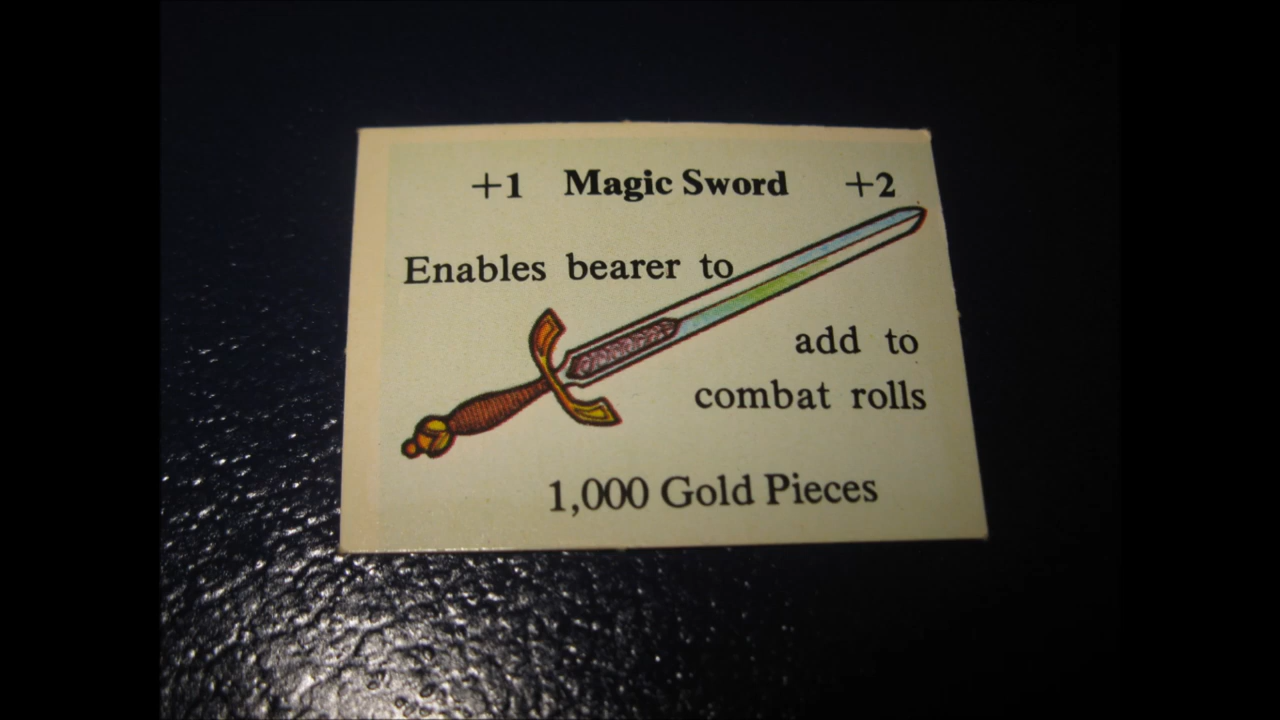 +1 Magic Sword +2
Enables bearer to
add to
combat rolls
1,000 Gold Pieces